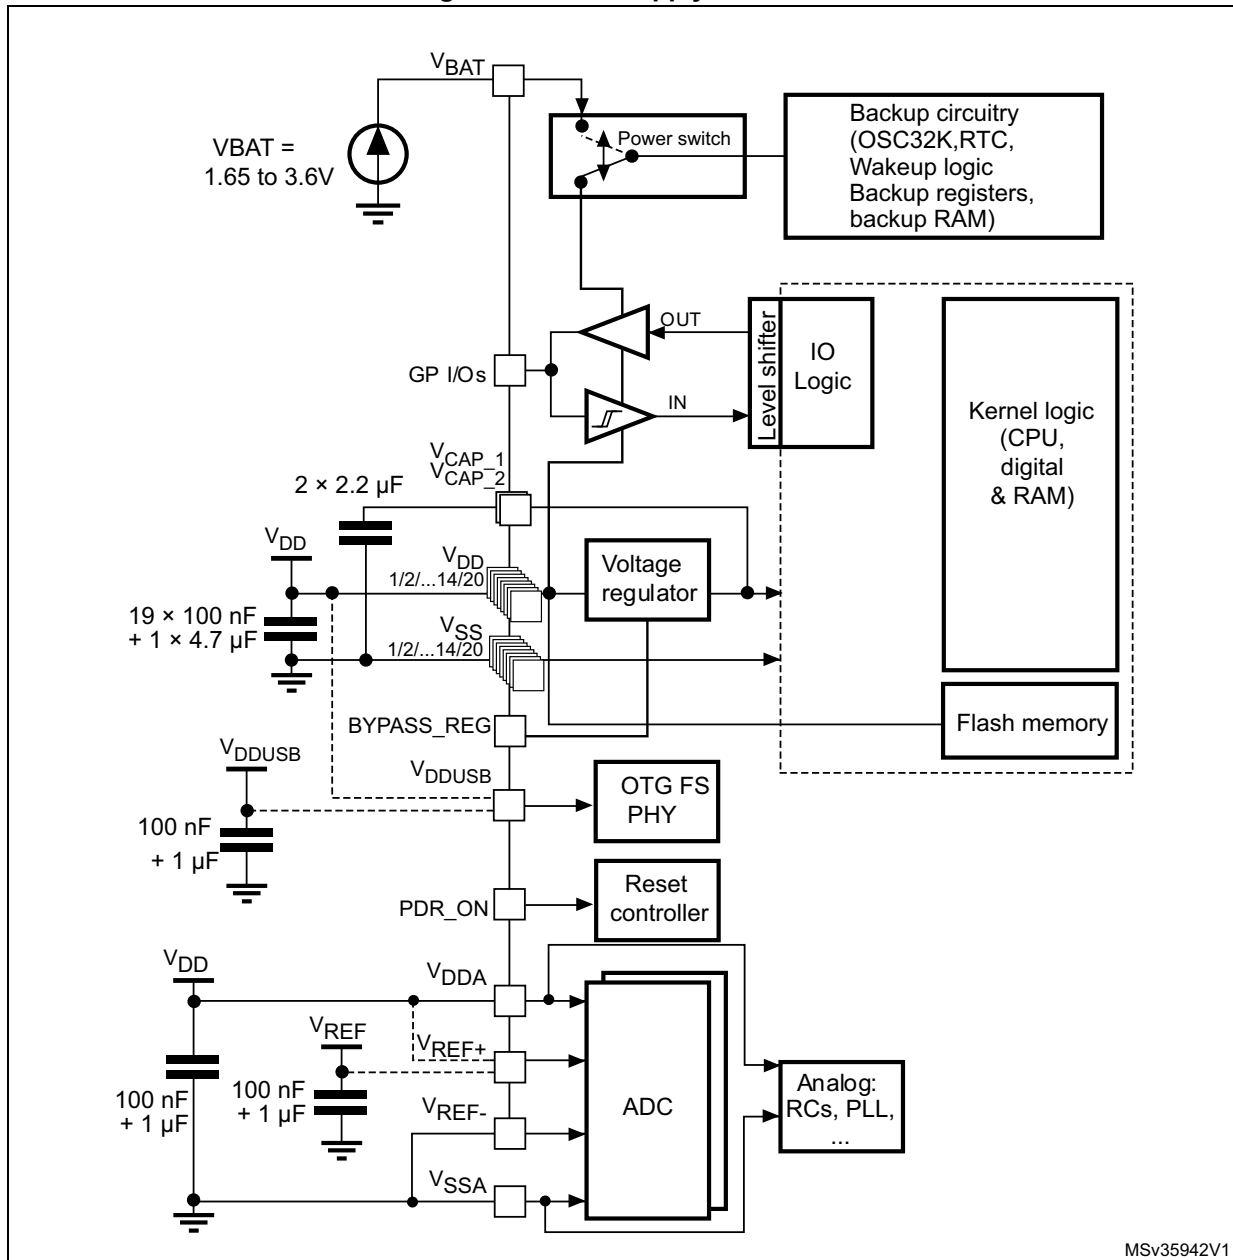 VBAT
VBAT =
1.65 to 3.6V
Power switch
Backup circuitry
(OSC32K,RTC,
Wakeup logic
Backup registers,
backup RAM)
OUT
GP I/Os
IN
Level shifter
IO
Logic
Kernel logic
(CPU,
digital
& RAM)
VCAP_1
VCAP_2
2 × 2.2 µF
VDD
VDD
1/2/...14/20
Voltage
regulator
19 × 100 nF
+ 1 × 4.7 µF
VSS
1/2/...14/20
BYPASS_REG
Flash memory
VDDUSB
VDDUSB
OTG FS
PHY
100 nF
+ 1 µF
PDR_ON
Reset
controller
VDD
VDDA
VREF
VREF+
100 nF
+ 1 µF
100 nF
+ 1 µF
VREF-
ADC
Analog:
RCs, PLL,
...
VSSA
MSv35942V1